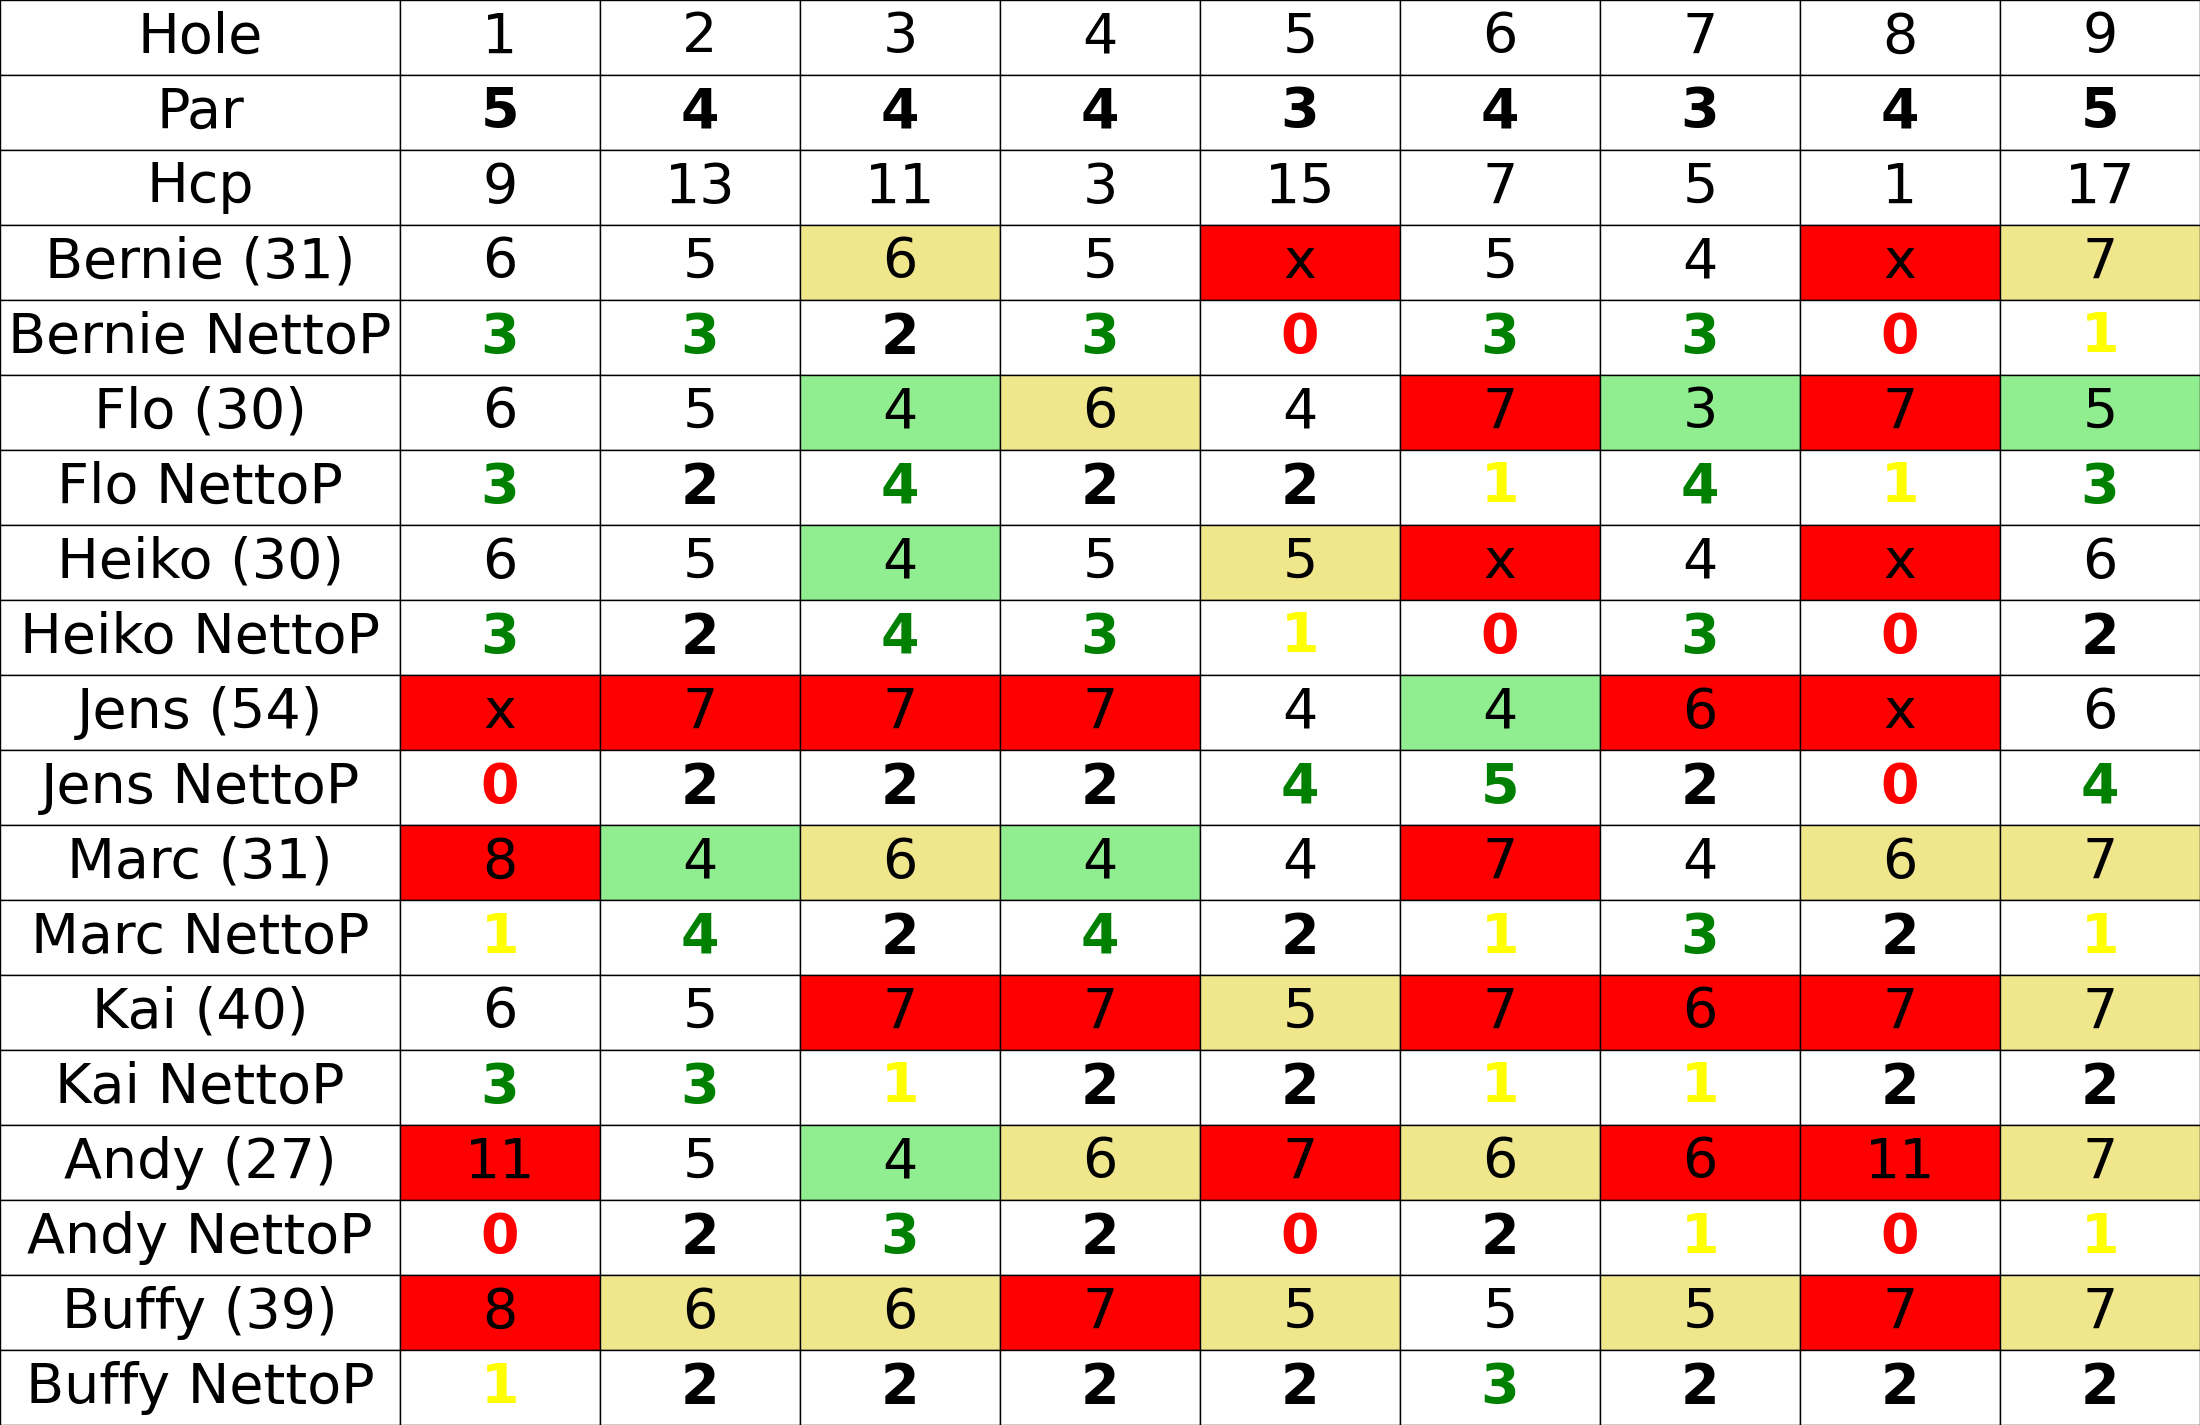 Hole 1 2 3 4 5 6 7 8 9
Par 5 4 4 4 3 4 3 4 5
Hcp 9 13 11 3 15 7 5 1 17
Bernie (31) 6 5 6 5 x 5 4 x 7
Bernie NettoP 3 3 2 3 0 3 3 0 1
Flo (30) 6 5 4 6 4 7 3 7 5
Flo NettoP 3 2 4 2 2 1 4 1 3
Heiko (30) 6 5 4 5 5 x 4 x 6
Heiko NettoP 3 2 4 3 1 0 3 0 2
Jens (54) x 7 7 7 4 4 6 x 6
Jens NettoP 0 2 2 2 4 5 2 0 4
Marc (31) 8 4 6 4 4 7 4 6 7
Marc NettoP 1 4 2 4 2 1 3 2 1
Kai (40) 6 5 7 7 5 7 6 7 7
Kai NettoP 3 3 1 2 2 1 1 2 2
Andy (27) 11 5 4 6 7 6 6 11 7
Andy NettoP 0 2 3 2 0 2 1 0 1
Buffy (39) 8 6 6 7 5 5 5 7 7
Buffy NettoP 1 2 2 2 2 3 2 2 2